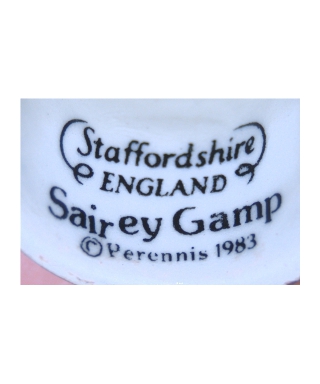 Staffordshire
ENGLAND
Sairey Gamp
© Perennis 1983